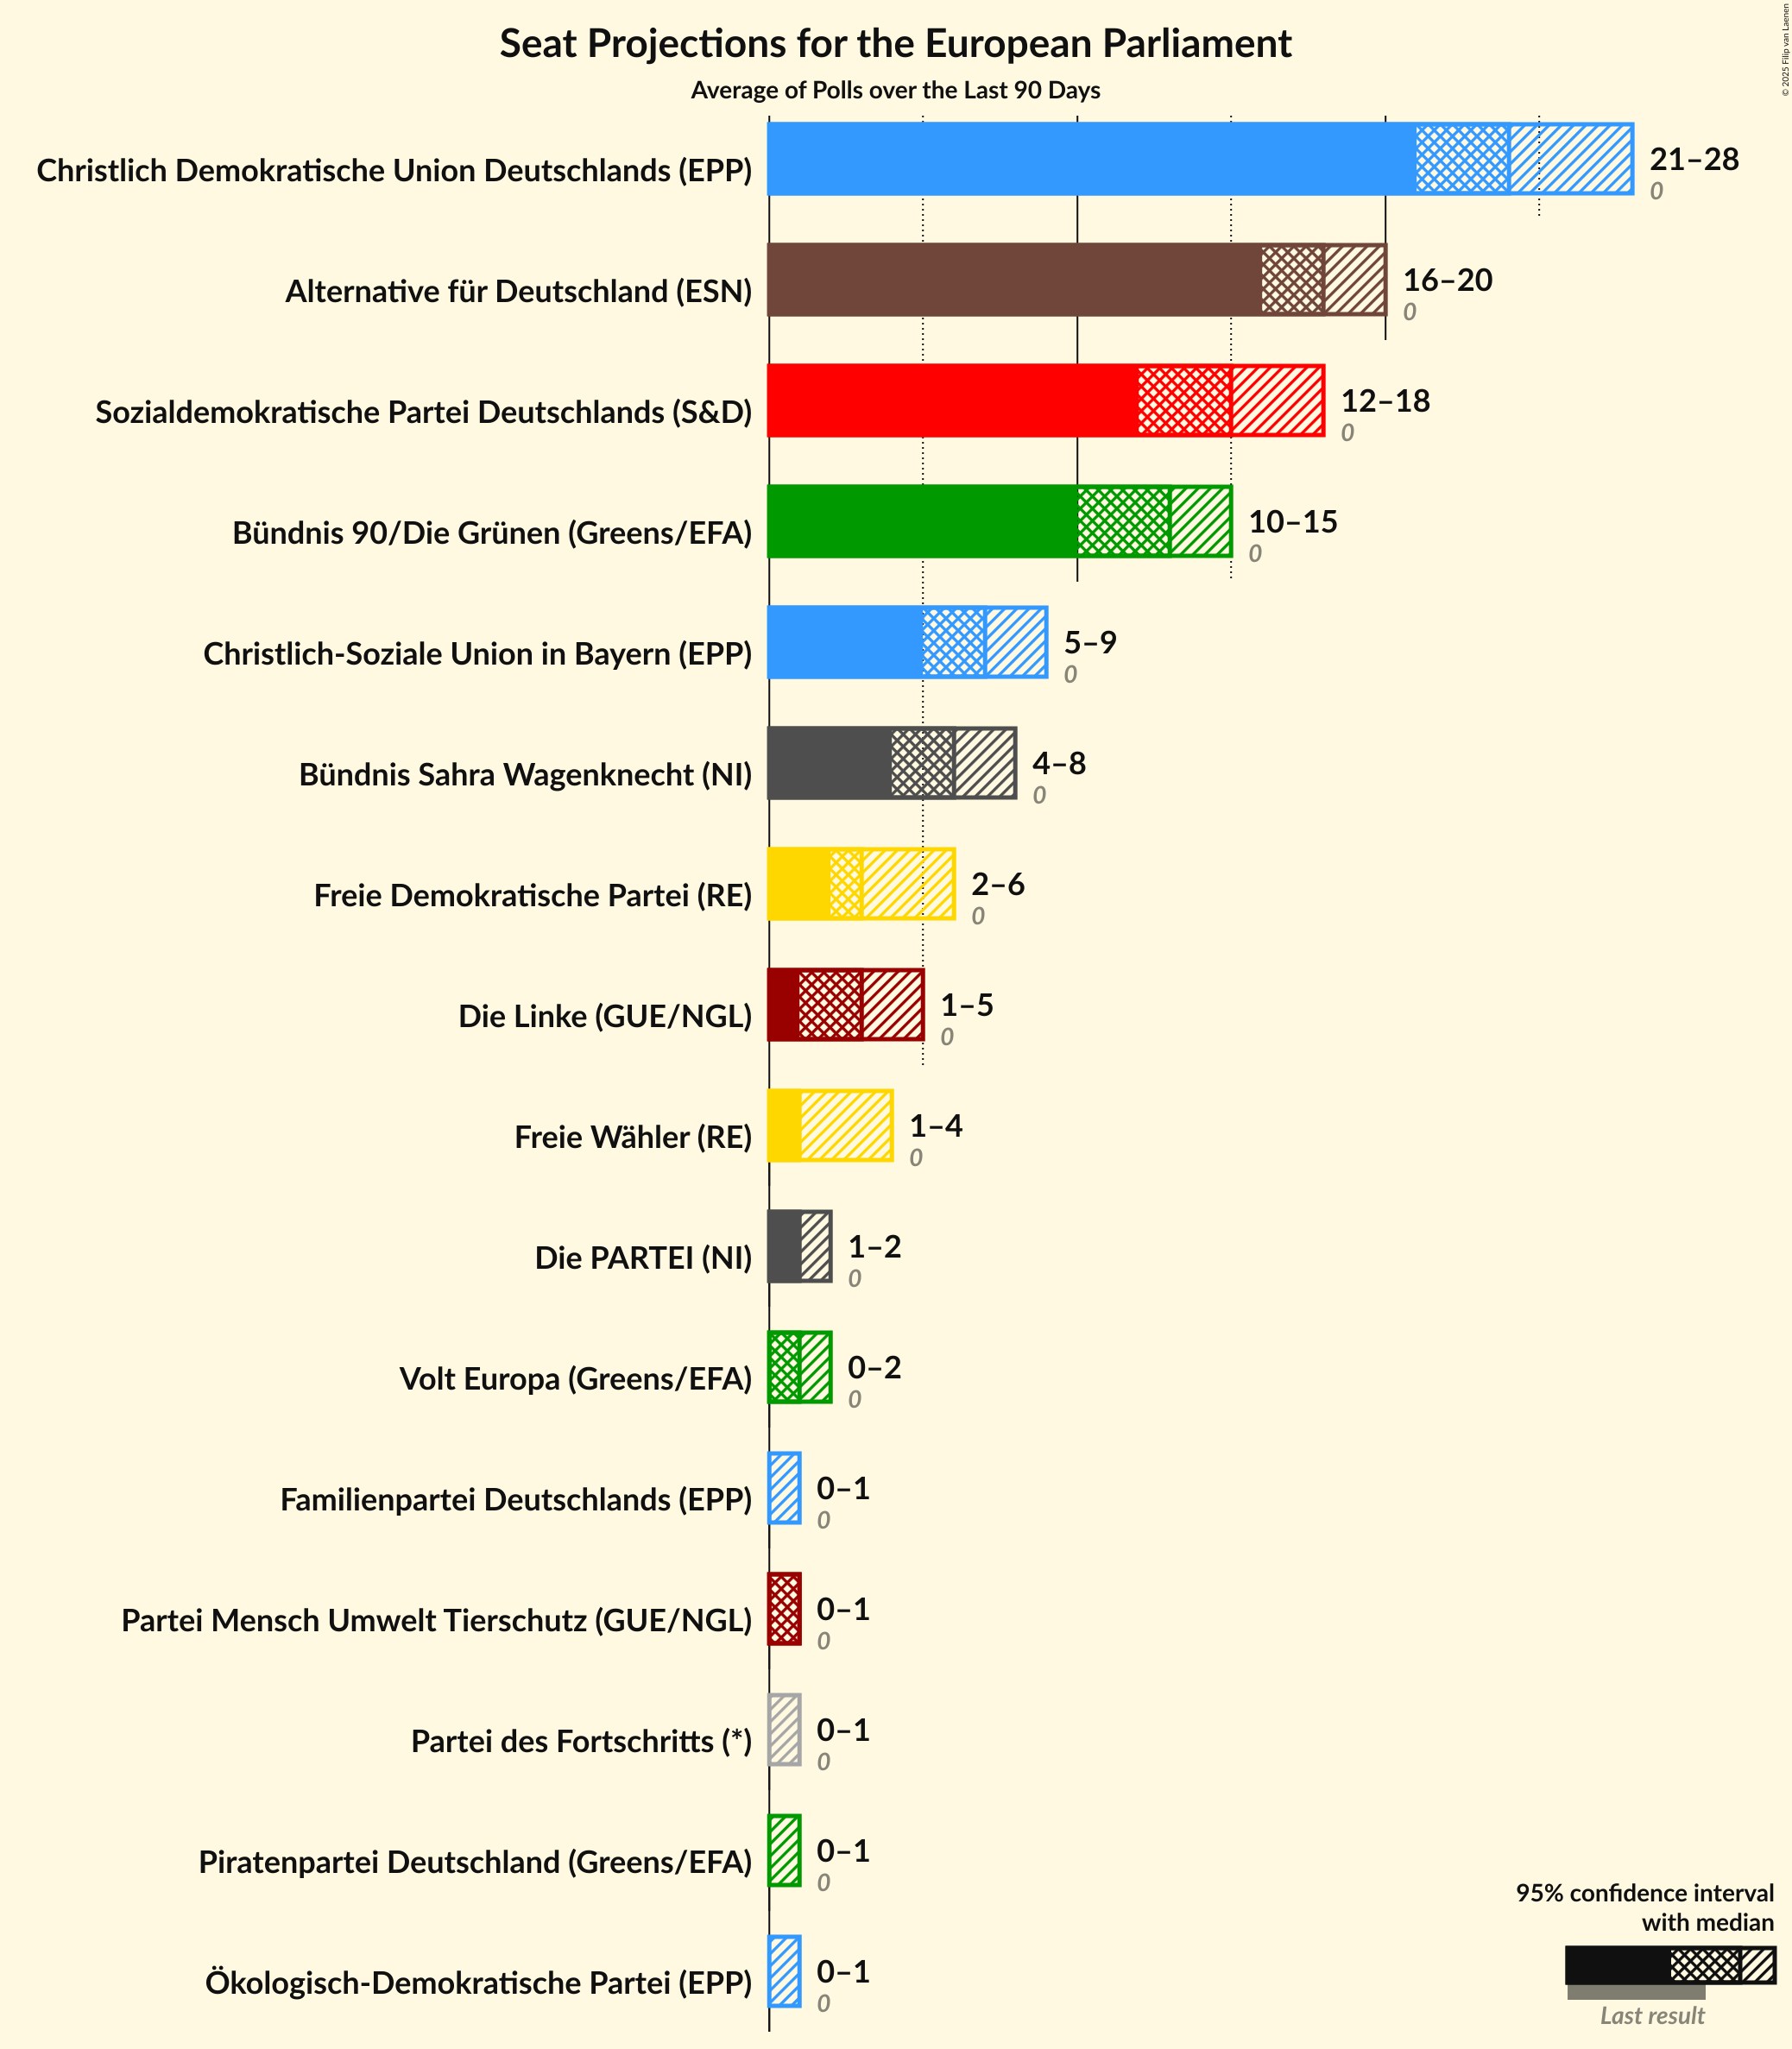 Seat Projections for the European Parliament
Average of Polls over the Last 90 Days
© 2025 Filip van Laenen
Christlich Demokratische Union Deutschlands (EPP)
21–28
0
Alternative für Deutschland (ESN)
16–20
0
Sozialdemokratische Partei Deutschlands (S&D)
12–18
0
Bündnis 90/Die Grünen (Greens/EFA)
10–15
0
Christlich-Soziale Union in Bayern (EPP)
5–9
0
Bündnis Sahra Wagenknecht (NI)
4–8
0
Freie Demokratische Partei (RE)
2–6
0
Die Linke (GUE/NGL)
1–5
0
Freie Wähler (RE)
1–4
0
Die PARTEI (NI)
1–2
0
Volt Europa (Greens/EFA)
0–2
0
Familienpartei Deutschlands (EPP)
0–1
0
Partei Mensch Umwelt Tierschutz (GUE/NGL)
0–1
0
Partei des Fortschritts (*)
0–1
0
Piratenpartei Deutschland (Greens/EFA)
0–1
0
Ökologisch-Demokratische Partei (EPP)
0–1
0
95% confidence interval
with median
Last result